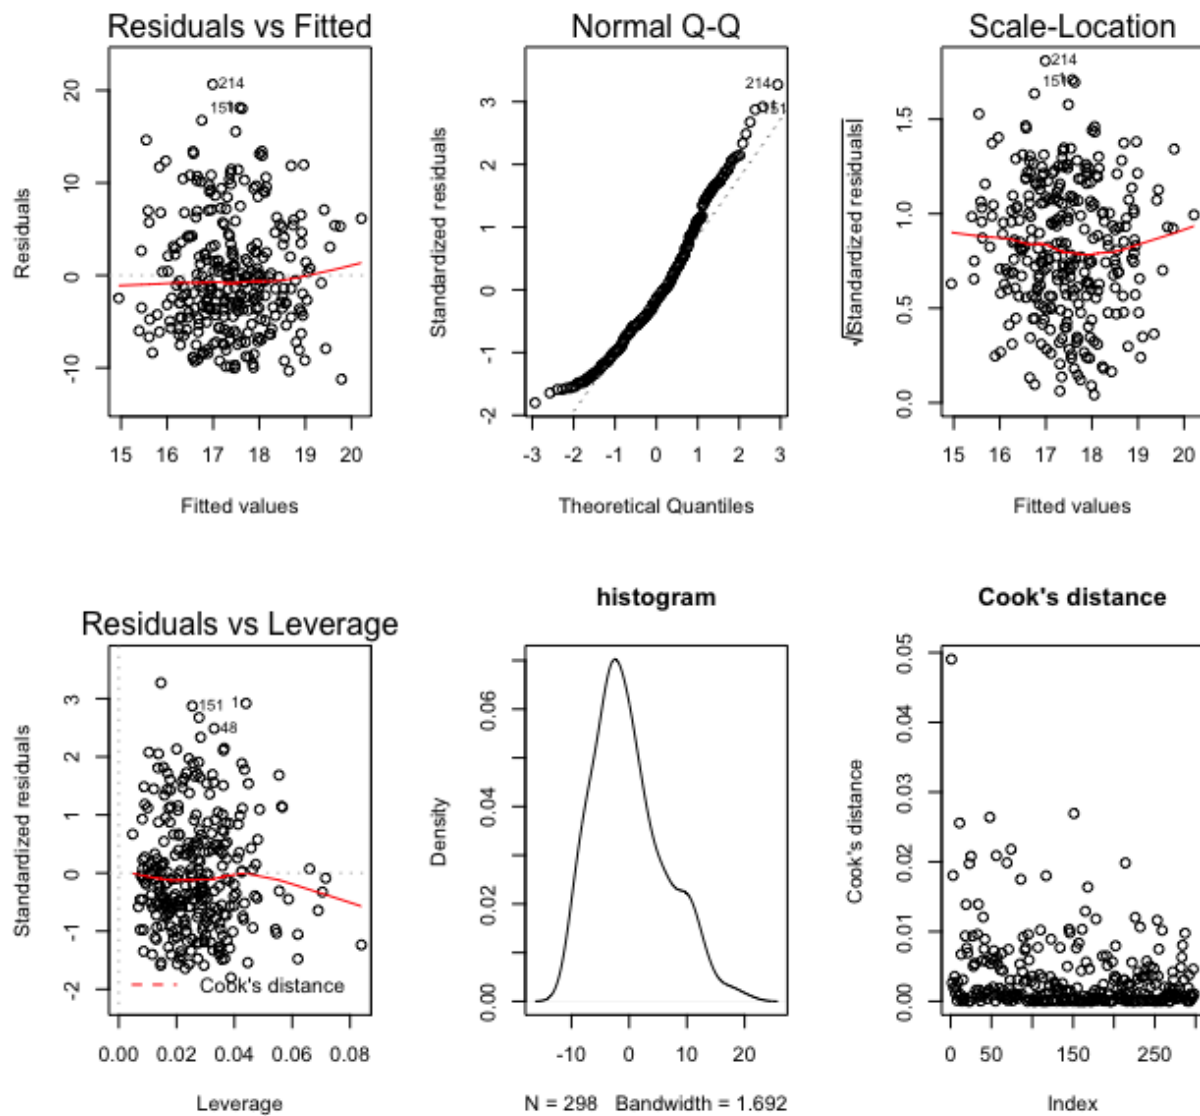 Residuals vs Fitted
Residuals
20
10
0
-10
214
151
15 16 17 18 19 20
Fitted values
Normal Q-Q
Standardized residuals
3
2
1
0
-1
-2
214
151
-3 -2 -1 0 1 2 3
Theoretical Quantiles
Scale-Location
√|Standardized residuals|
1.5
1.0
0.5
0.0
214
15 16 17 18 19 20
Fitted values
Residuals vs Leverage
Standardized residuals
3
2
1
0
-1
-2
151
1
48
Cook's distance
0.00 0.02 0.04 0.06 0.08
Leverage
histogram
Density
0.06
0.04
0.02
0.00
-10 0 10 20
N = 298 Bandwidth = 1.692
Cook's distance
Cook's distance
0.05
0.04
0.03
0.02
0.01
0.00
0 50 150 250
Index